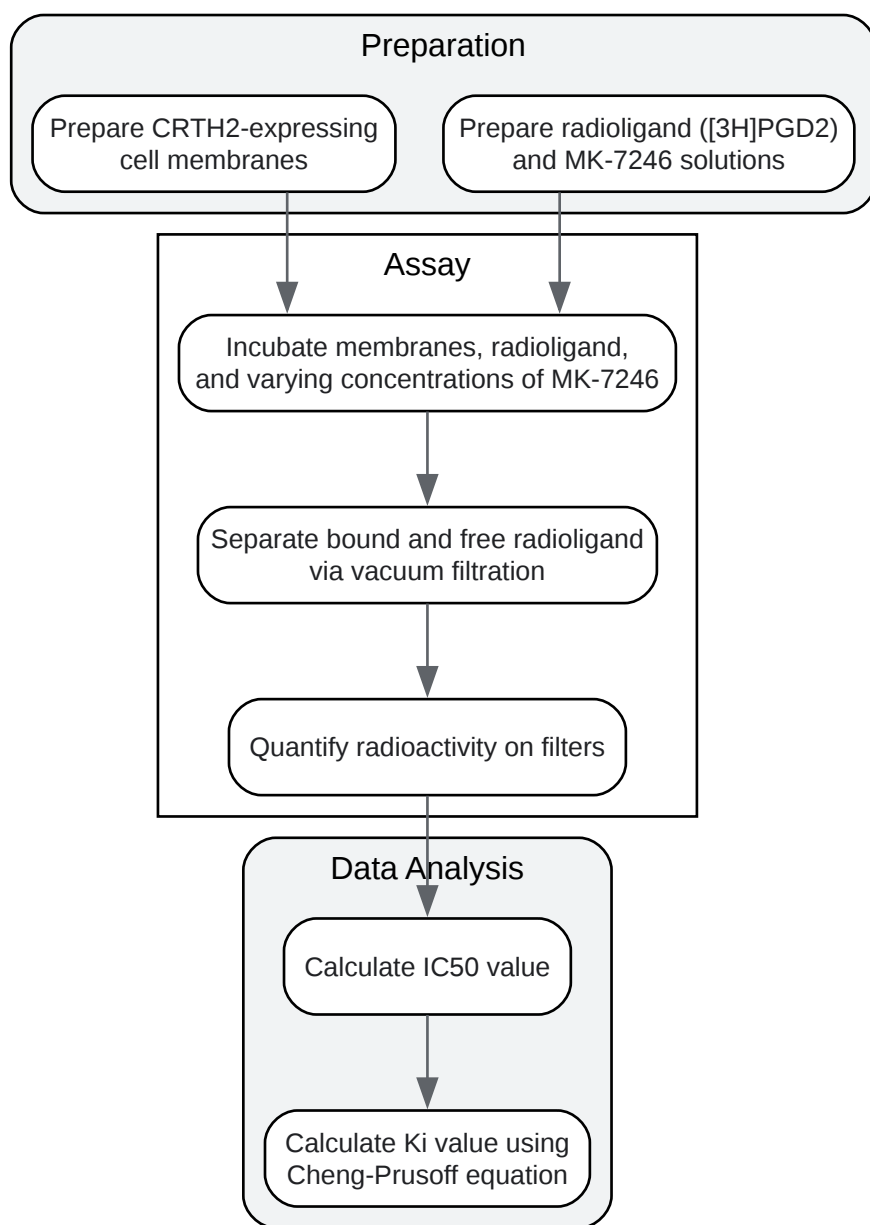 Preparation
Prepare CRTH2-expressing
cell membranes
Prepare radioligand ([3H]PGD2)
and MK-7246 solutions
Assay
Incubate membranes, radioligand,
and varying concentrations of MK-7246
Separate bound and free radioligand
via vacuum filtration
Quantify radioactivity on filters
Data Analysis
Calculate IC50 value
Calculate Ki value using
Cheng-Prusoff equation